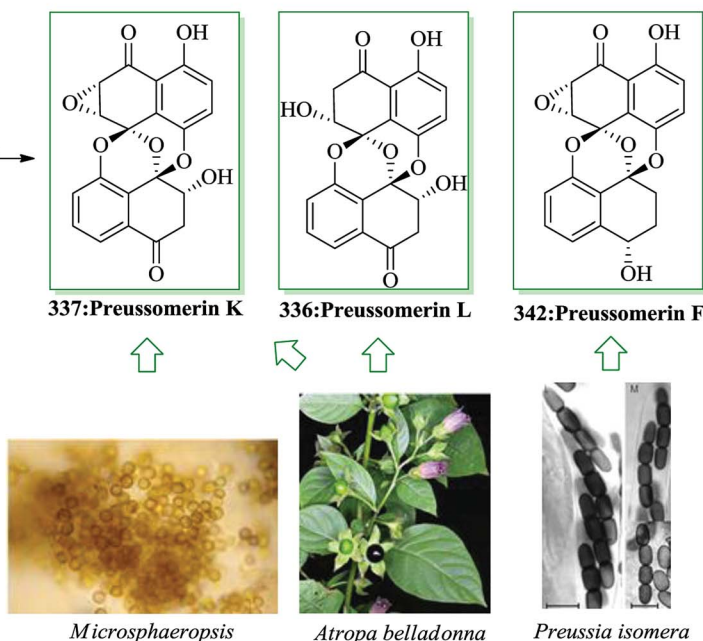 O
OH
O
O
O
O
OH
O
337:Preussomerin K
O
OH
HO
O
O
O
OH
O
336:Preussomerin L
O
OH
O
O
O
O
OH
342:Preussomerin F
M
Microsphaeropsis
Atropa belladonna
Preussia isomera